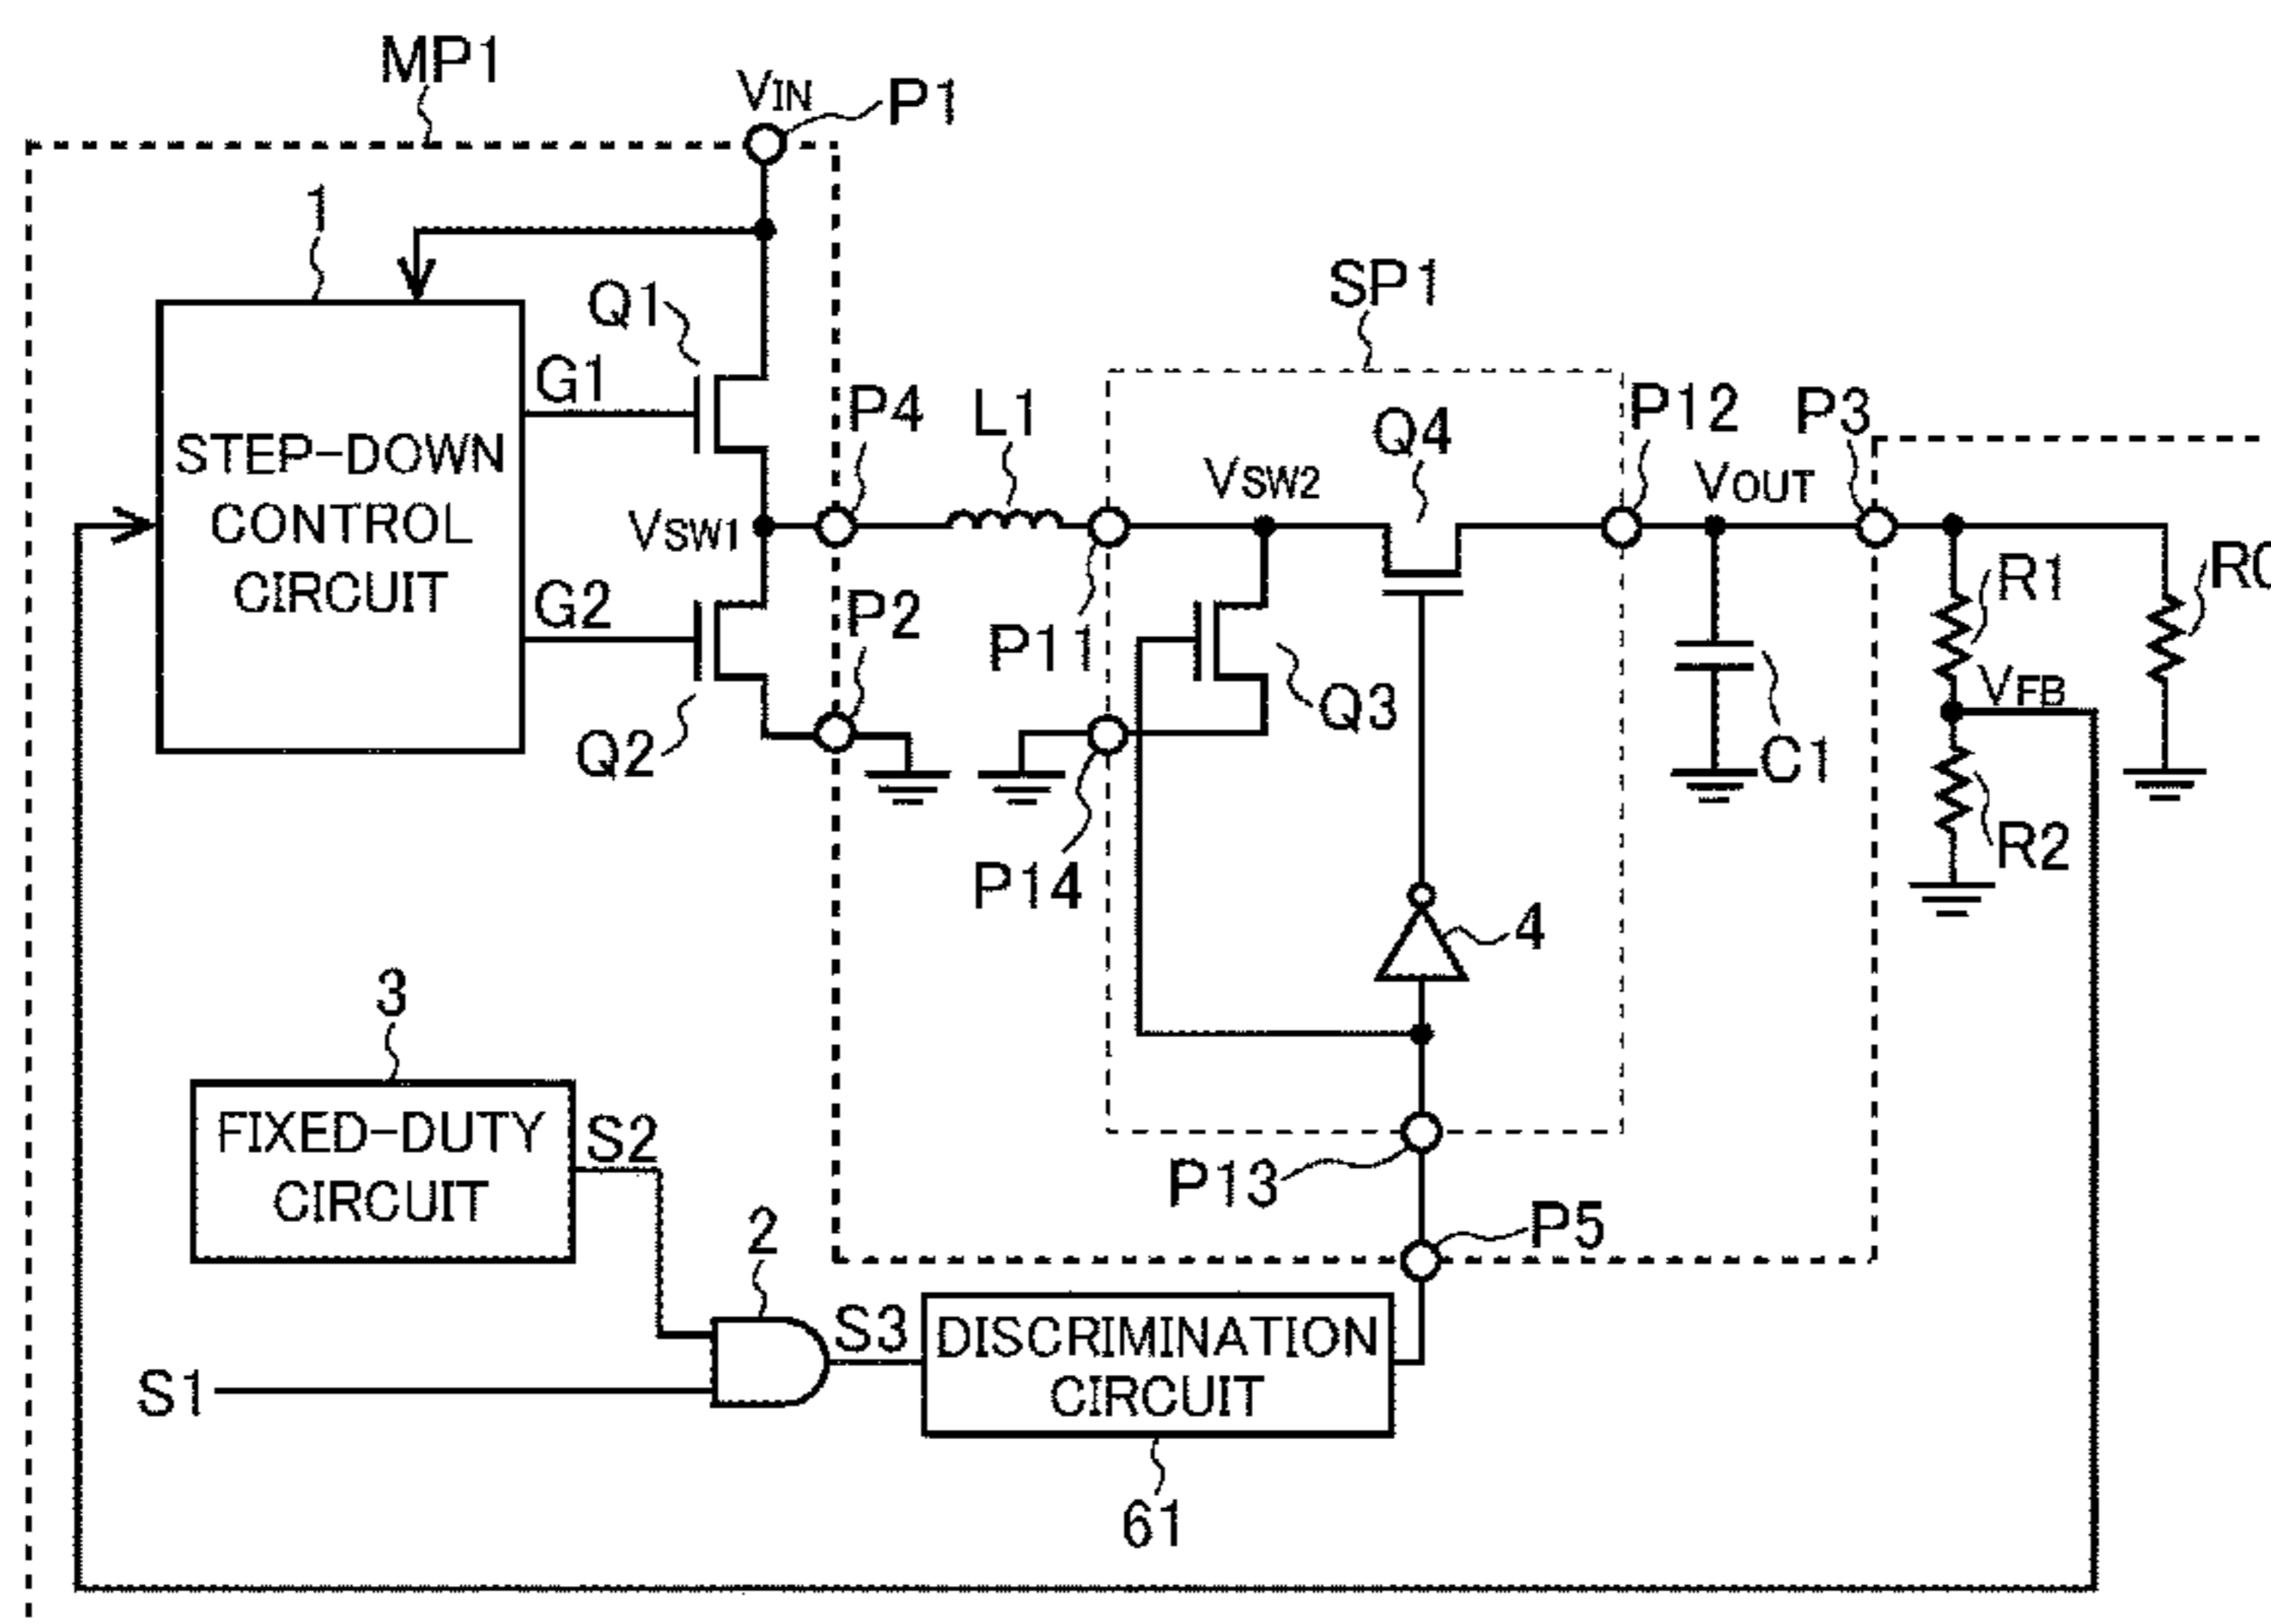 MP1
VIN
P1
1
STEP-DOWN
CONTROL
CIRCUIT
Q1
G1
G2
Q2
VSW1
P4
L1
P2
SP1
VSW2
Q4
P12
P3
VOUT
P11
Q3
P14
R1
VFB
R2
C1
4
3
FIXED-DUTY
CIRCUIT
S2
2
P13
P5
S3
DISCRIMINATION
CIRCUIT
S1
61